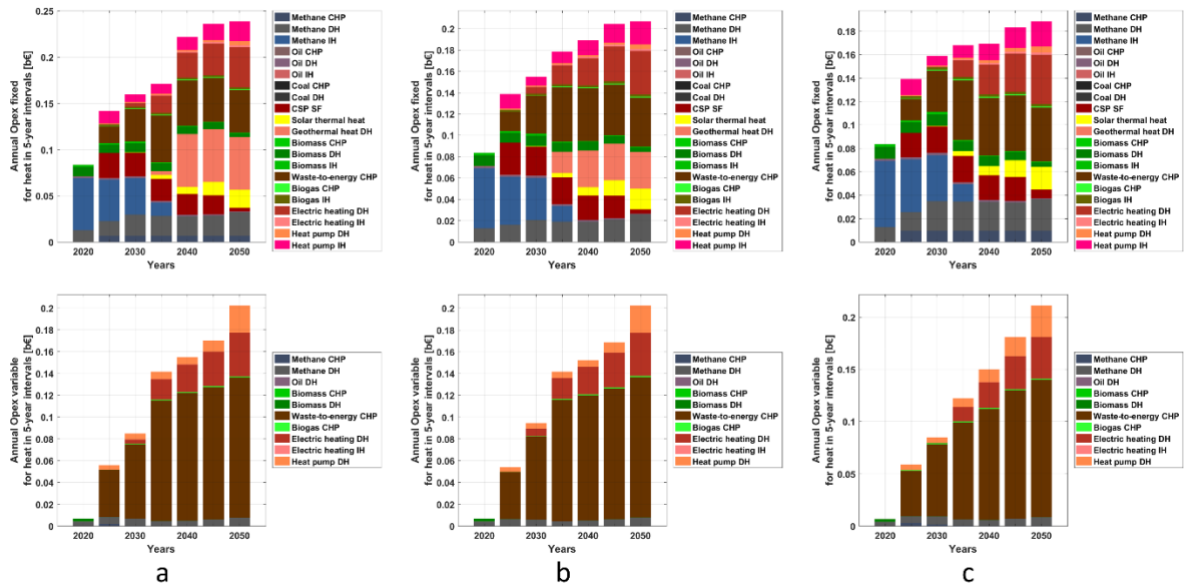 Annual Opex fixed
for heat in 5-year intervals [b€]
0.25
0.2
0.15
0.1
0.05
0
2020 2030 2040 2050
Years
Methane CHP
Methane DH
Methane IH
Oil CHP
Oil DH
Oil IH
Coal CHP
Coal DH
CSP SF
Solar thermal heat
Geothermal heat DH
Biomass CHP
Biomass DH
Biomass IH
Waste-to-energy CHP
Biogas CHP
Biogas IH
Electric heating DH
Electric heating IH
Heat pump DH
Heat pump IH
Annual Opex fixed
for heat in 5-year intervals [b€]
0.2
0.18
0.16
0.14
0.12
0.1
0.08
0.06
0.04
0.02
0
2020 2030 2040 2050
Years
Methane CHP
Methane DH
Methane IH
Oil CHP
Oil DH
Oil IH
Coal CHP
Coal DH
CSP SF
Solar thermal heat
Geothermal heat DH
Biomass CHP
Biomass DH
Biomass IH
Waste-to-energy CHP
Biogas CHP
Biogas IH
Electric heating DH
Electric heating IH
Heat pump DH
Heat pump IH
Annual Opex fixed
for heat in 5-year intervals [b€]
0.18
0.16
0.14
0.12
0.1
0.08
0.06
0.04
0.02
0
2020 2030 2040 2050
Years
Methane CHP
Methane DH
Methane IH
Oil CHP
Oil DH
Oil IH
Coal CHP
Coal DH
CSP SF
Solar thermal heat
Geothermal heat DH
Biomass CHP
Biomass DH
Biomass IH
Waste-to-energy CHP
Biogas CHP
Biogas IH
Electric heating DH
Electric heating IH
Heat pump DH
Heat pump IH
Annual Opex variable
for heat in 5-year intervals [b€]
0.2
0.18
0.16
0.14
0.12
0.1
0.08
0.06
0.04
0.02
0
2020 2030 2040 2050
Years
Methane CHP
Methane DH
Oil DH
Biomass CHP
Biomass DH
Waste-to-energy CHP
Biogas CHP
Electric heating DH
Electric heating IH
Heat pump DH
a
Annual Opex variable
for heat in 5-year intervals [b€]
0.2
0.18
0.16
0.14
0.12
0.1
0.08
0.06
0.04
0.02
0
2020 2030 2040 2050
Years
Methane CHP
Methane DH
Oil DH
Biomass CHP
Biomass DH
Waste-to-energy CHP
Biogas CHP
Electric heating DH
Electric heating IH
Heat pump DH
b
Annual Opex variable
for heat in 5-year intervals [b€]
0.2
0.15
0.1
0.05
0
2020 2030 2040 2050
Years
Methane CHP
Methane DH
Oil DH
Biomass CHP
Biomass DH
Waste-to-energy CHP
Biogas CHP
Electric heating DH
Electric heating IH
Heat pump DH
c